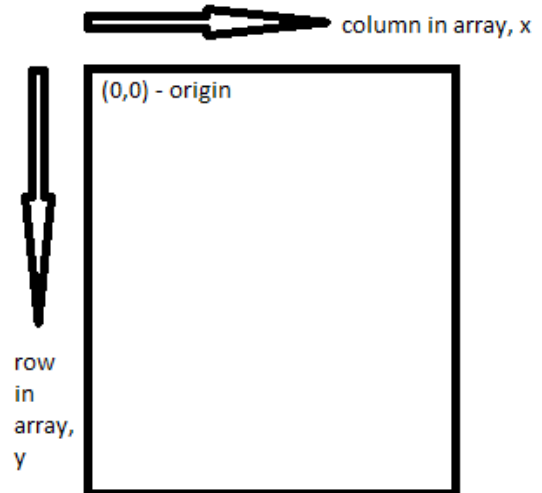 column in array, x
(0,0) - origin
row
in
array,
y